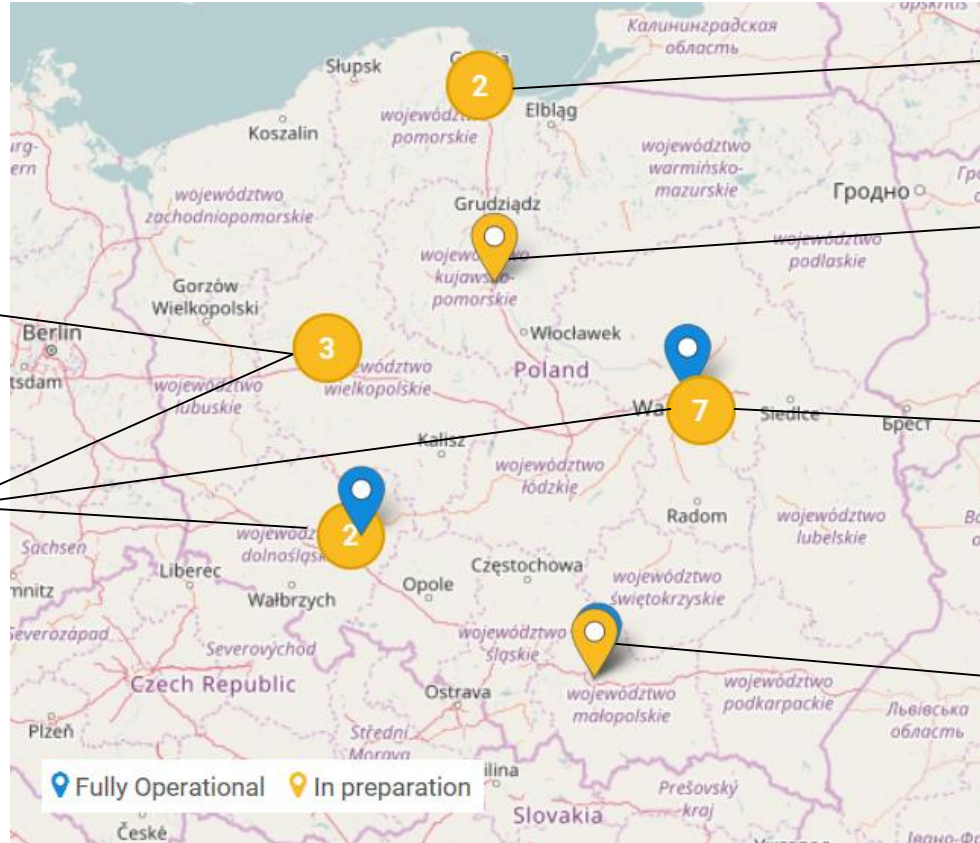 apskritis
Калининградская
область
Słupsk
2
Elbląg
Koszalin
pomorskie
województwo
warmińsko-
mazurskie
Гродно
województwo
zachodniopomorskie
Grudziądz
województwo
podlaskie
kujawsko-
pomorskie
Gorzów
Wielkopolski
Berlin
Włocławek
3
Poland
województwo
lubuskie
wielkopolskie
7
Siedlce
Брест
Kalisz
województwo
łódzkie
Radom
województwo
lubelskie
2
dolnośląsk
Sachsen
Liberec
Wałbrzych
Opole
Częstochowa
województwo
świętokrzyskie
Severozápad
Severovýchod
województwo
śląskie
Czech Republic
Ostrava
województwo
małopolskie
województwo
podkarpackie
Львівська
область
Plzeň
Střední
Morava
Fully Operational
In preparation
Prešovský
kraj
Slovakia
České